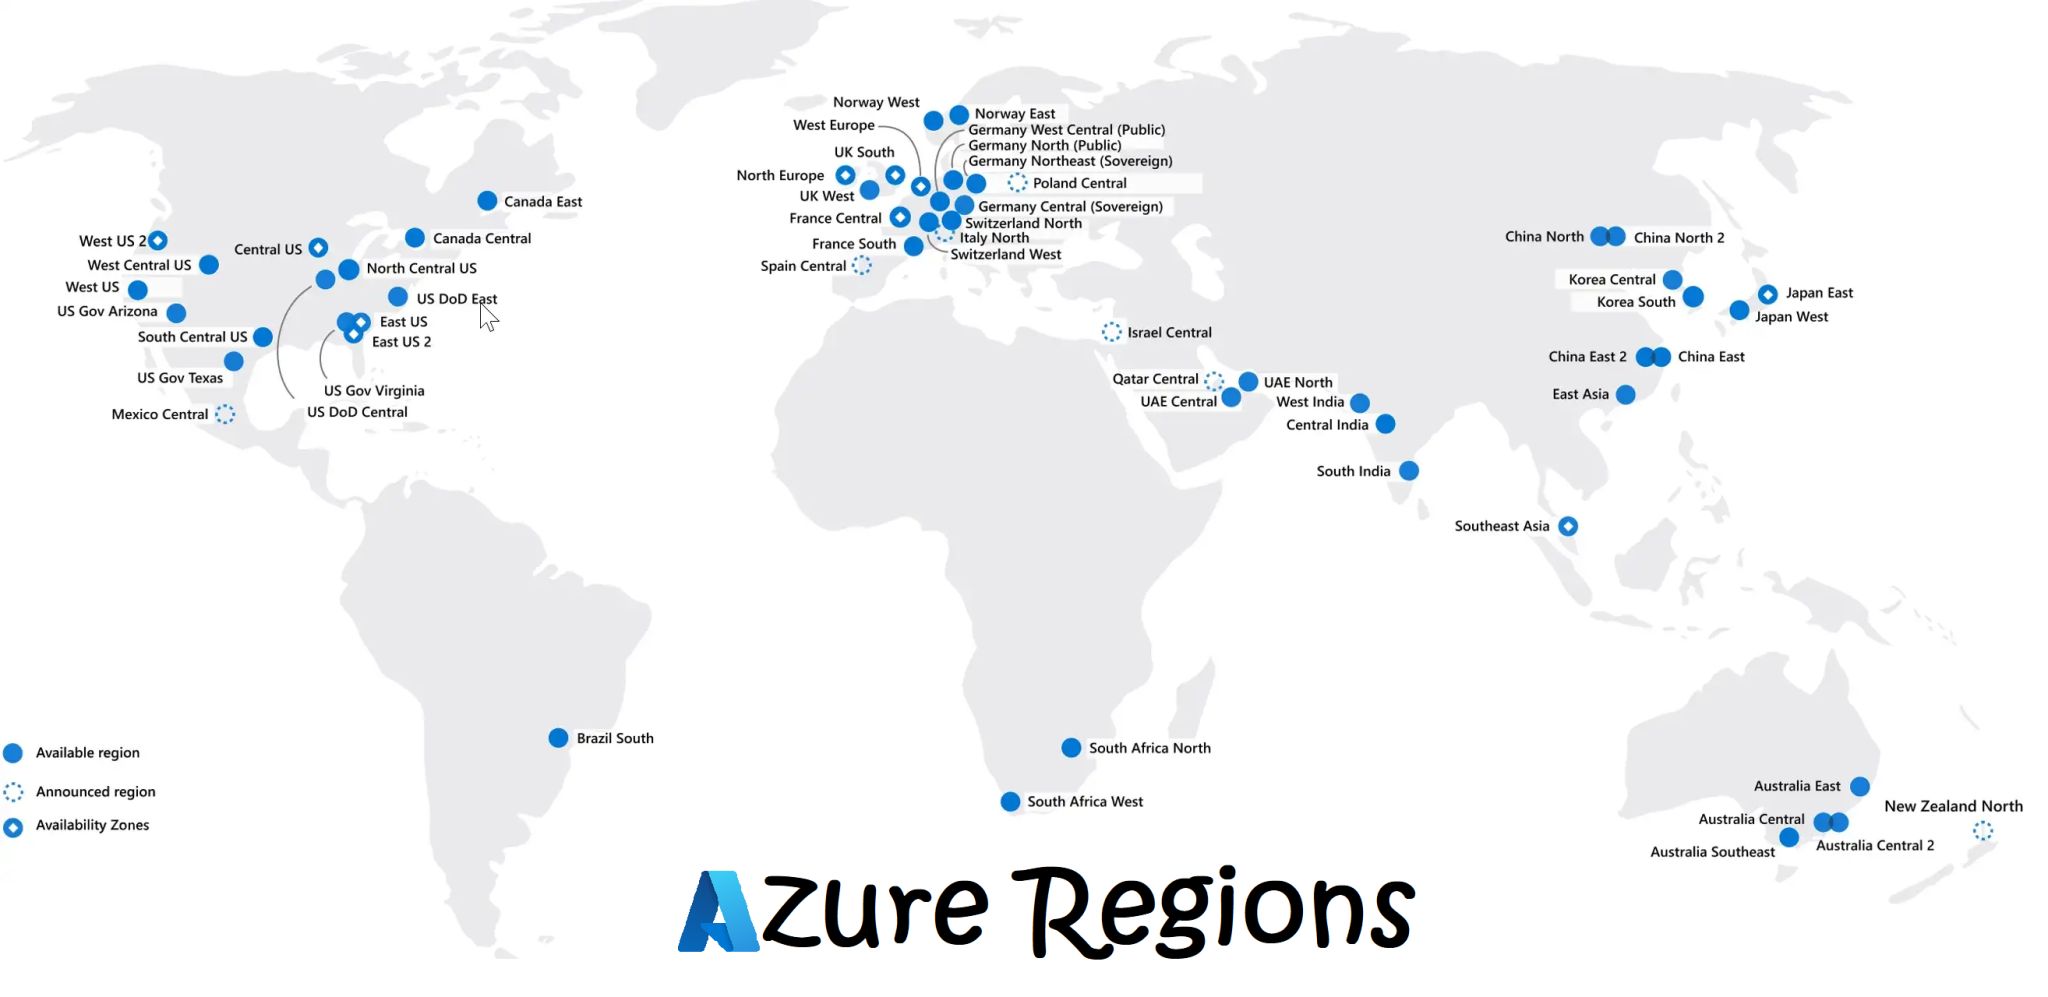 Norway West
Norway East
West Europe
Germany West Central (Public)
Germany North (Public)
UK South
Germany Northeast (Sovereign)
North Europe
Poland Central
UK West
Germany Central (Sovereign)
France Central
Switzerland North
Italy North
France South
Switzerland West
Spain Central
Canada East
Canada Central
West US 2
Central US
West Central US
North Central US
West US
US DoD East
US Gov Arizona
East US
South Central US
East US 2
US Gov Texas
US Gov Virginia
US DoD Central
Mexico Central
China North
China North 2
Korea Central
Japan East
Korea South
Japan West
Israel Central
China East 2
China East
Qatar Central
UAE North
East Asia
UAE Central
West India
Central India
South India
Southeast Asia
Brazil South
South Africa North
South Africa West
Australia East
New Zealand North
Australia Central
Australia Central 2
Australia Southeast
Available region
Announced region
Availability Zones
Azure Regions